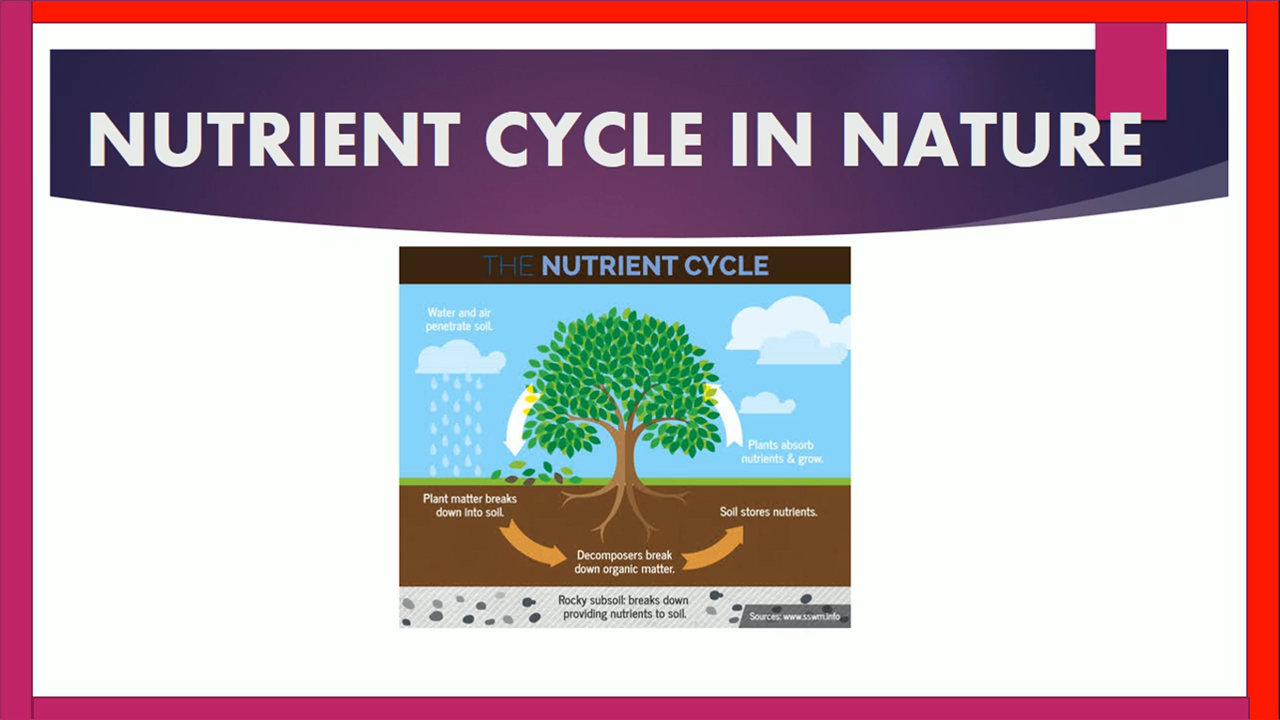 NUTRIENT CYCLE IN NATURE
THE NUTRIENT CYCLE
Water and air
penetrate soil.
Plants absorb
nutrients & grow.
Plant matter breaks
down into soil.
Soil stores nutrients.
Decomposers break
down organic matter.
Rocky subsoil: breaks down
providing nutrients to soil.
Sources: www.sswm.info